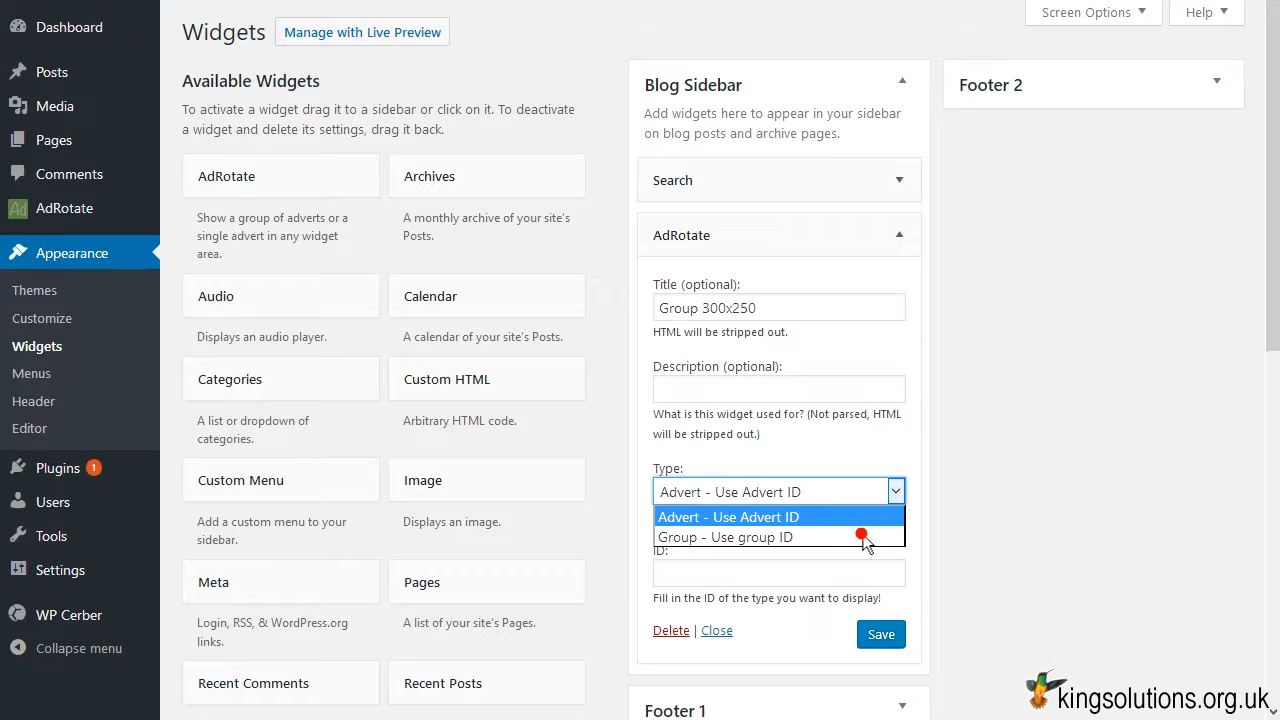 Dashboard
Posts
Media
Pages
Comments
Ad AdRotate
Appearance
Themes
Customize
Widgets
Menus
Header
Editor
Plugins 1
Users
Tools
Settings
WP Cerber
Collapse menu
Screen Options
Help
Widgets
Manage with Live Preview
Available Widgets
To activate a widget drag it to a sidebar or click on it. To deactivate
a widget and delete its settings, drag it back.
AdRotate
Show a group of adverts or a
single advert in any widget
area.
Archives
A monthly archive of your site's
Posts.
Audio
Displays an audio player.
Calendar
A calendar of your site's Posts.
Categories
A list or dropdown of
categories.
Custom HTML
Arbitrary HTML code.
Custom Menu
Add a custom menu to your
sidebar.
Image
Displays an image.
Meta
Login, RSS, & WordPress.org
links.
Pages
A list of your site's Pages.
Recent Comments
Recent Posts
Blog Sidebar
Add widgets here to appear in your sidebar
on blog posts and archive pages.
Search
AdRotate
Title (optional):
Group 300x250
HTML will be stripped out.
Description (optional):
What is this widget used for? (Not parsed, HTML
will be stripped out.)
Type:
Advert - Use Advert ID
Advert - Use Advert ID
Group - Use group ID
ID:
Fill in the ID of the type you want to display!
Delete | Close
Save
Footer 1
Footer 2
kingsolutions.org.uk